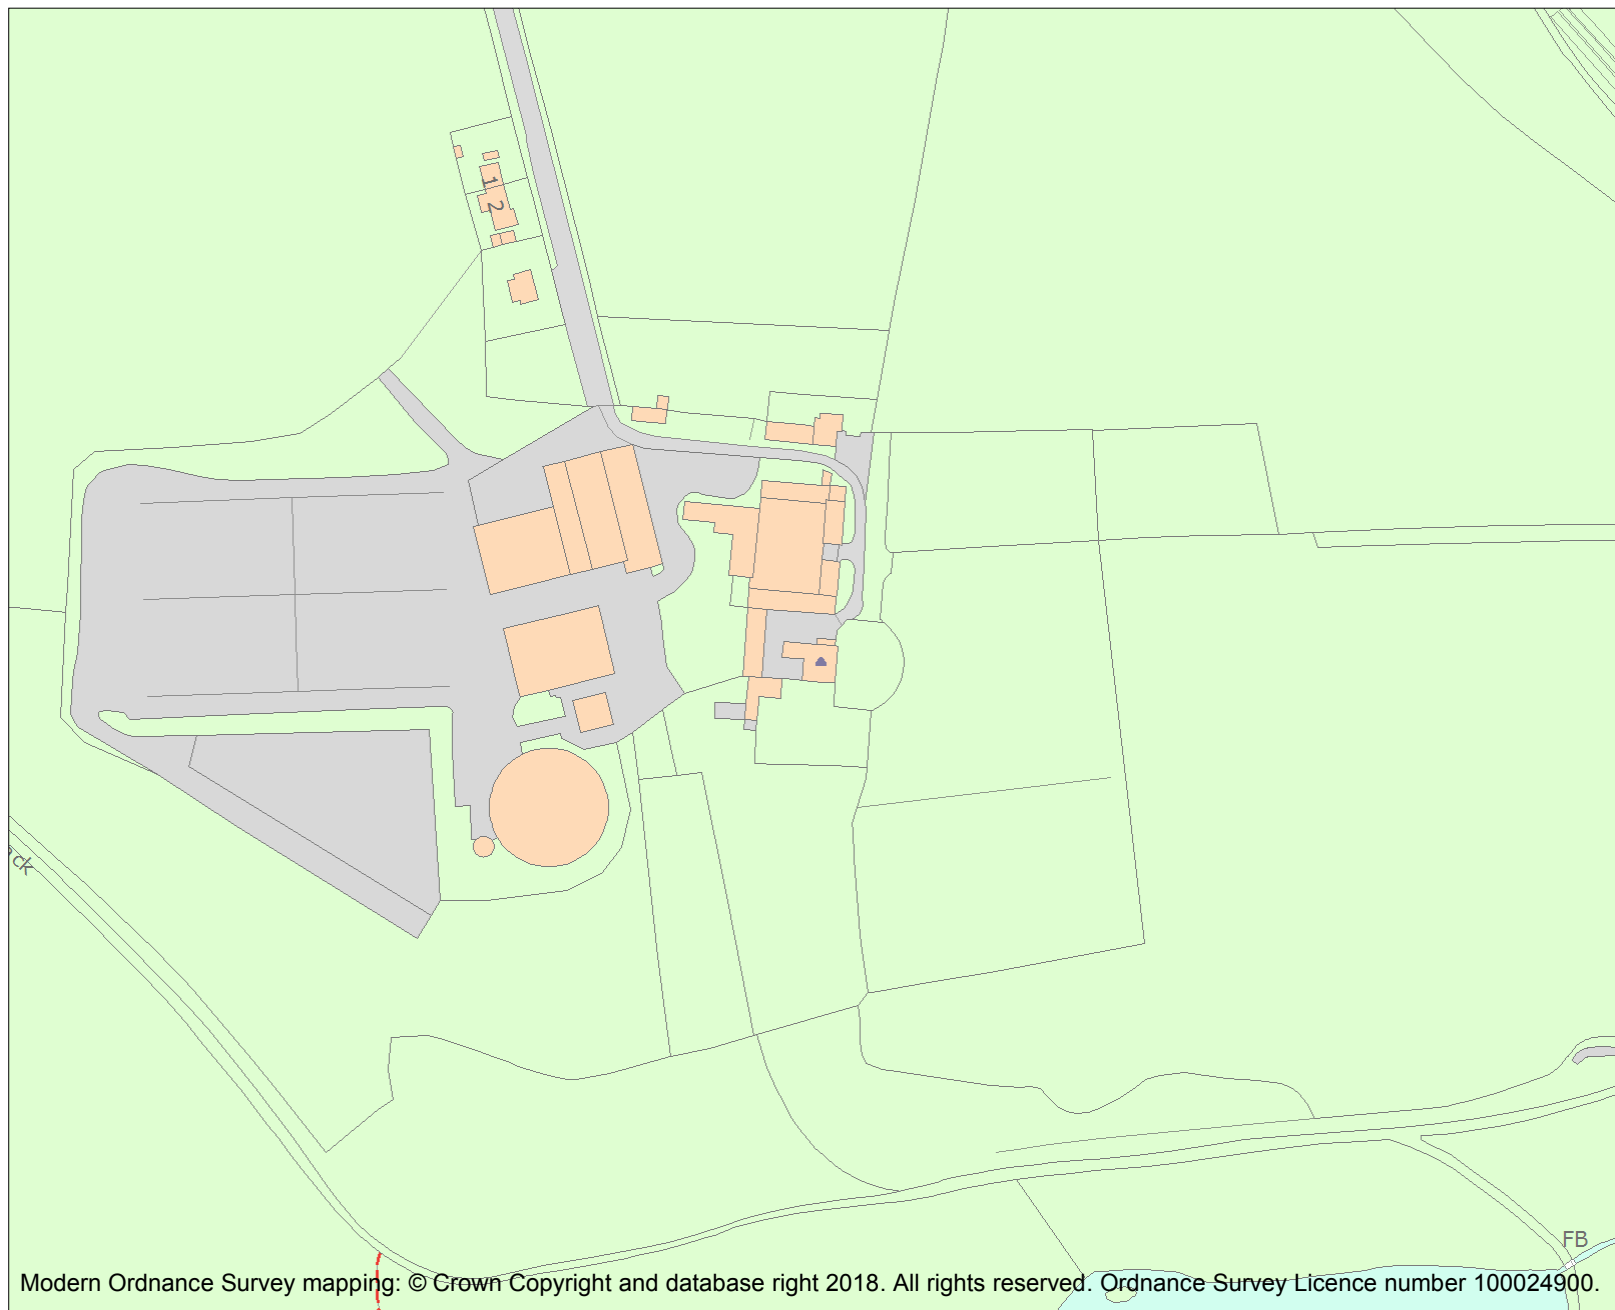 1
2
FB
Modern Ordnance Survey mapping: © Crown Copyright and database right 2018. All rights reserved. Ordnance Survey Licence number 100024900.